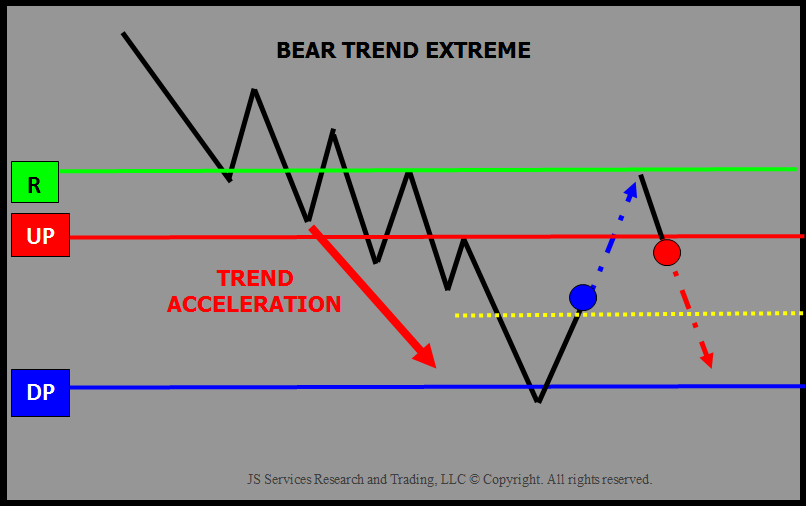 BEAR TREND EXTREME
R
UP
TREND
ACCELERATION
DP
JS Services Research and Trading, LLC © Copyright. All rights reserved.